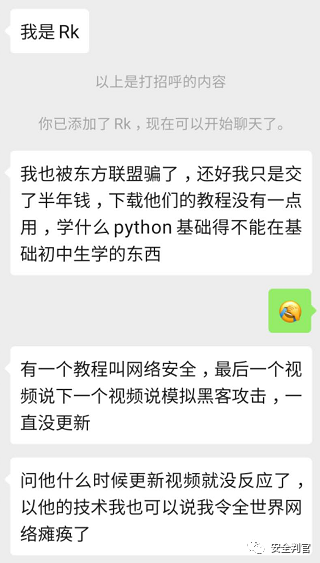 我是 Rk
以上是打招呼的内容
你已添加了 Rk，现在可以开始聊天了。
我也被东方联盟骗了，还好我只是交
了半年钱，下载他们的教程没有一点
用，学什么 python 基础得不能在基
础初中生学的东西
有一个教程叫网络安全，最后一个视
频说下一个视频说模拟黑客攻击，一
直没更新
问他什么时候更新视频就没反应了，
以他的技术我也可以说我令全世界网
络瘫痪了
安全判官